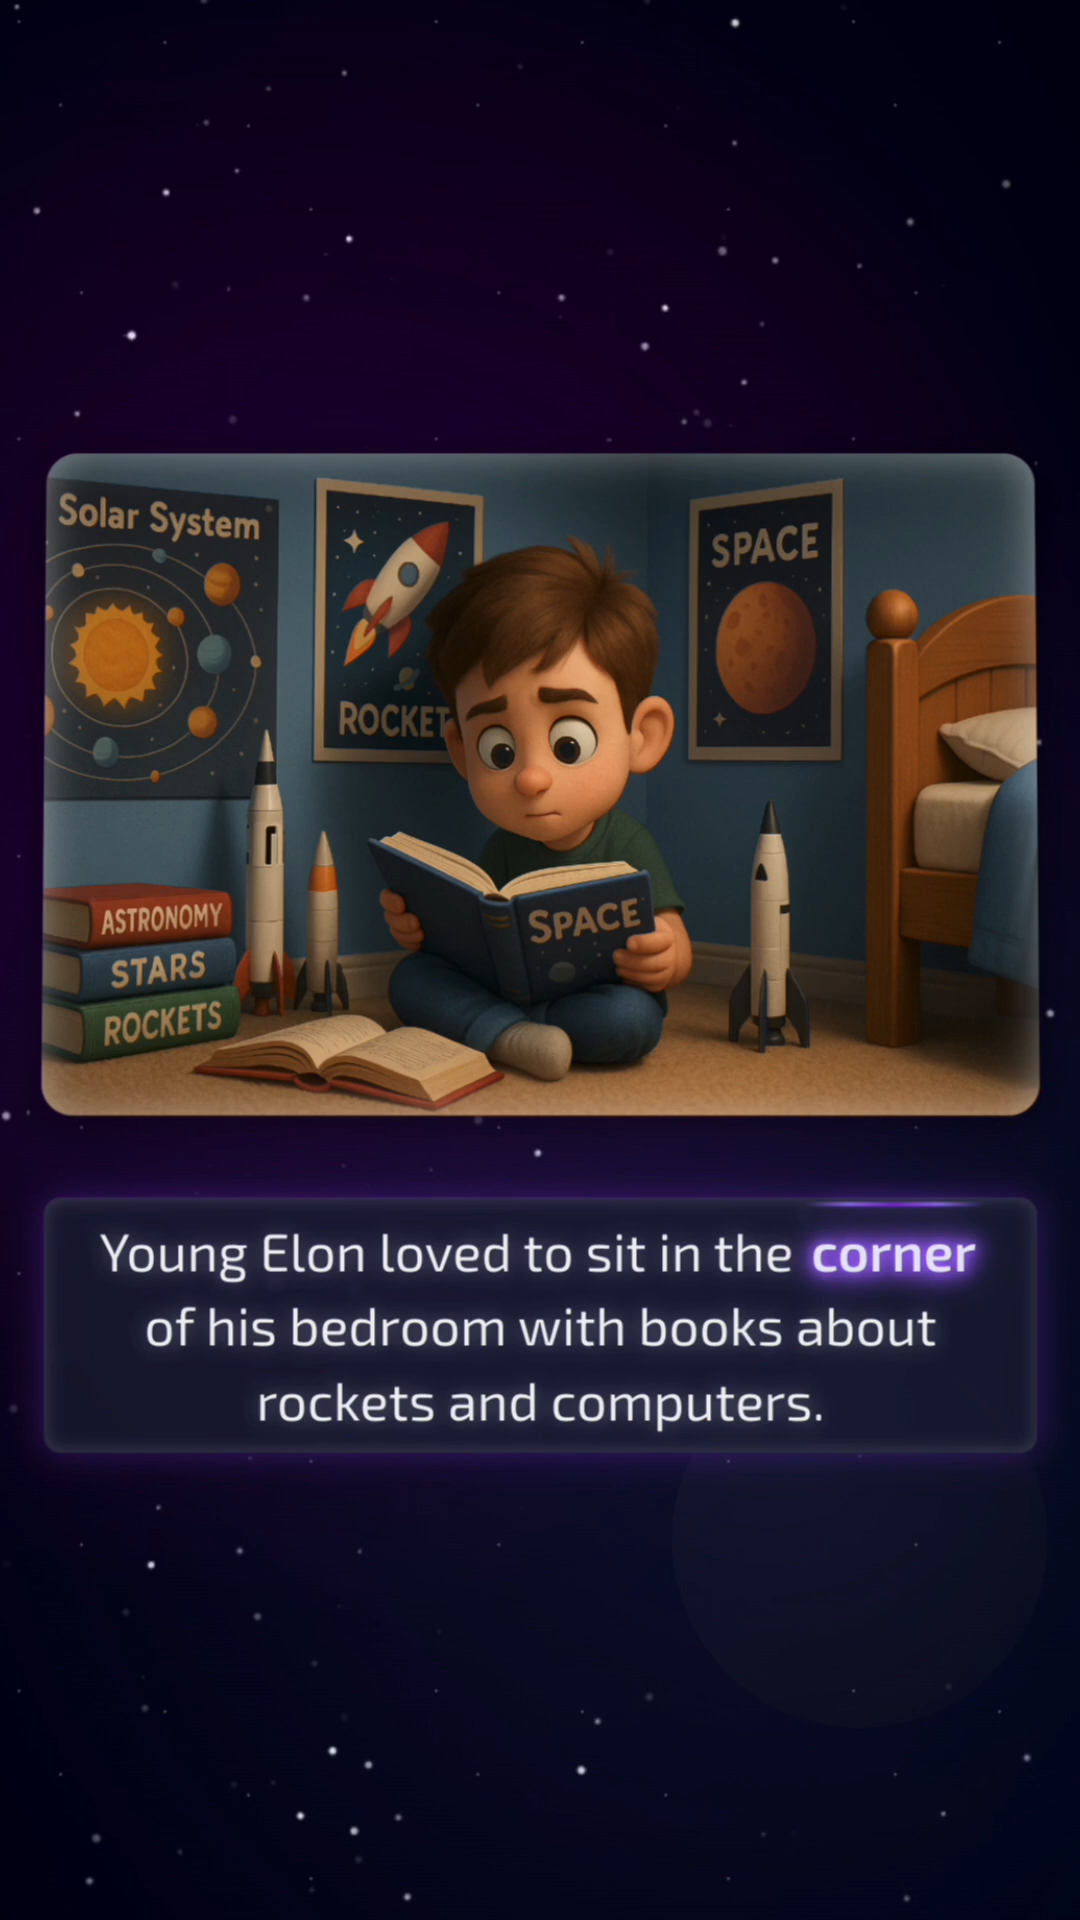 Solar System
ROCKET
SPACE
SPACE
ASTRONOMY
STARS
ROCKETS
Young Elon loved to sit in the corner
of his bedroom with books about
rockets and computers.